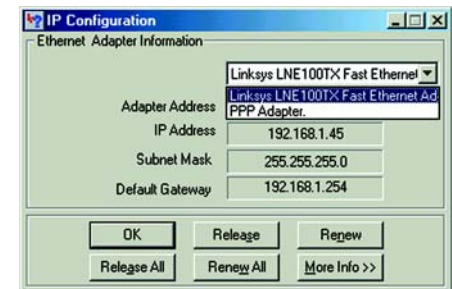 IP Configuration
Ethernet Adapter Information
Linksys LNE100TX Fast Ethernet
Linksys LNE100TX Fast Ethernet Ad
PPP Adapter.
Adapter Address
IP Address 192.168.1.45
Subnet Mask 255.255.255.0
Default Gateway 192.168.1.254
OK Release Renew
Release All Renew All More Info >>